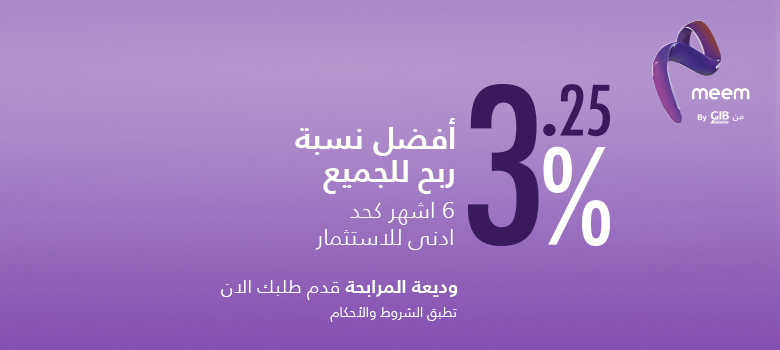 meem
By GIB من
3.25%
أفضل نسبة
ربح للجميع
6 اشهر كحد
ادنى للاستثمار
وديعة المرابحة قدم طلبك الان
تطبق الشروط والأحكام